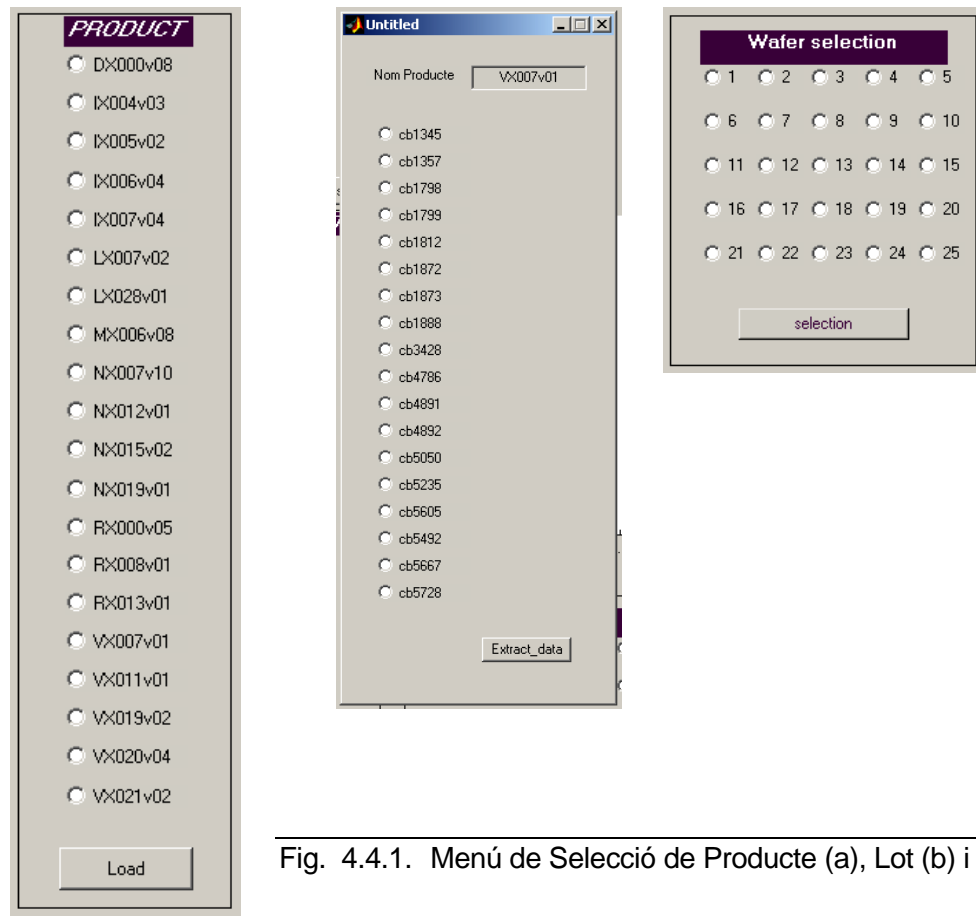 PRODUCT
DX000v08
IX004v03
IX005v02
IX006v04
IX007v04
LX007v02
LX028v01
MX006v08
NX007v10
NX012v01
NX015v02
NX019v01
RX000v05
RX008v01
RX013v01
VX007v01
VX011v01
VX019v02
VX020v04
VX021v02
Load
Untitled
Nom Producte VX007v01
cb1345
cb1357
cb1798
cb1799
cb1812
cb1872
cb1873
cb1888
cb3428
cb4786
cb4891
cb4892
cb5050
cb5235
cb5605
cb5492
cb5667
cb5728
Extract_data
Wafer selection
1 2 3 4 5
6 7 8 9 10
11 12 13 14 15
16 17 18 19 20
21 22 23 24 25
selection
Fig. 4.4.1. Menú de Selecció de Producte (a), Lot (b) i